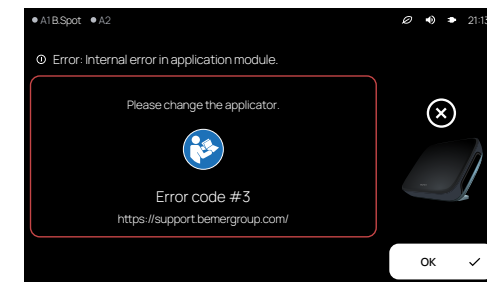 A1 B.Spot A2 21:13
Error: Internal error in application module.
Please change the applicator.
Error code #3
https://support.bemergroup.com/
OK